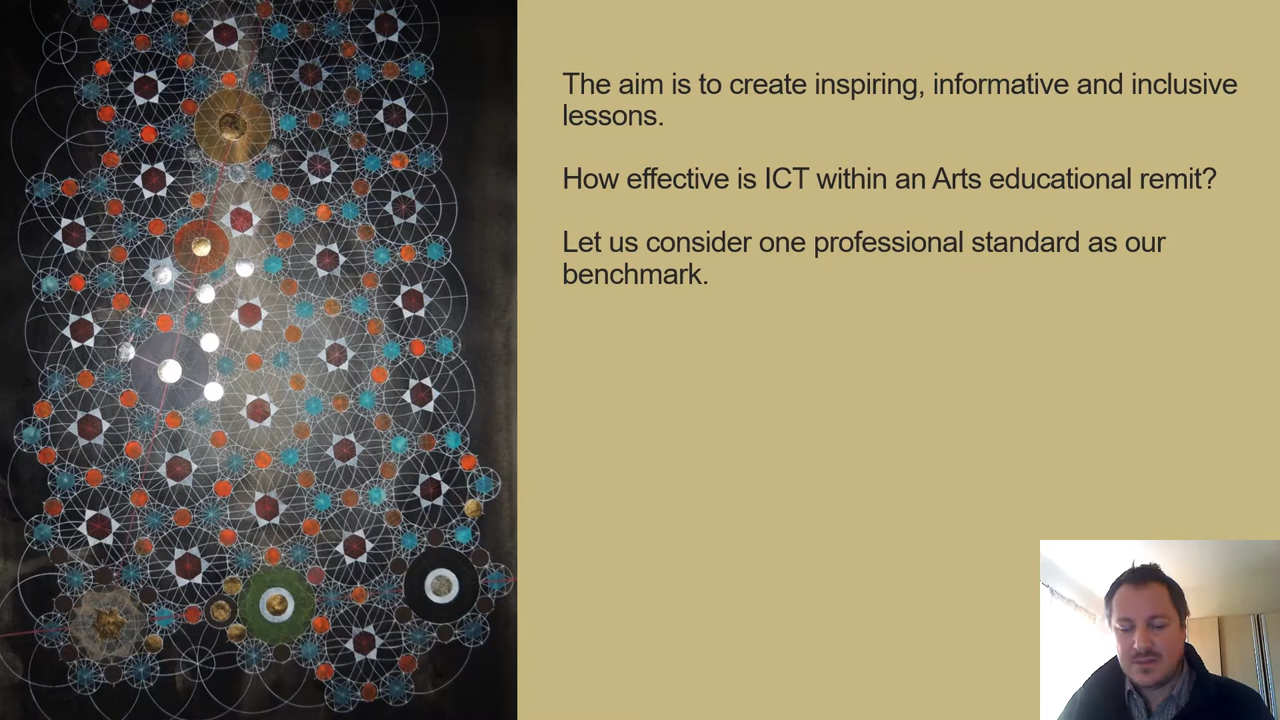 The aim is to create inspiring, informative and inclusive
lessons.
How effective is ICT within an Arts educational remit?
Let us consider one professional standard as our
benchmark.